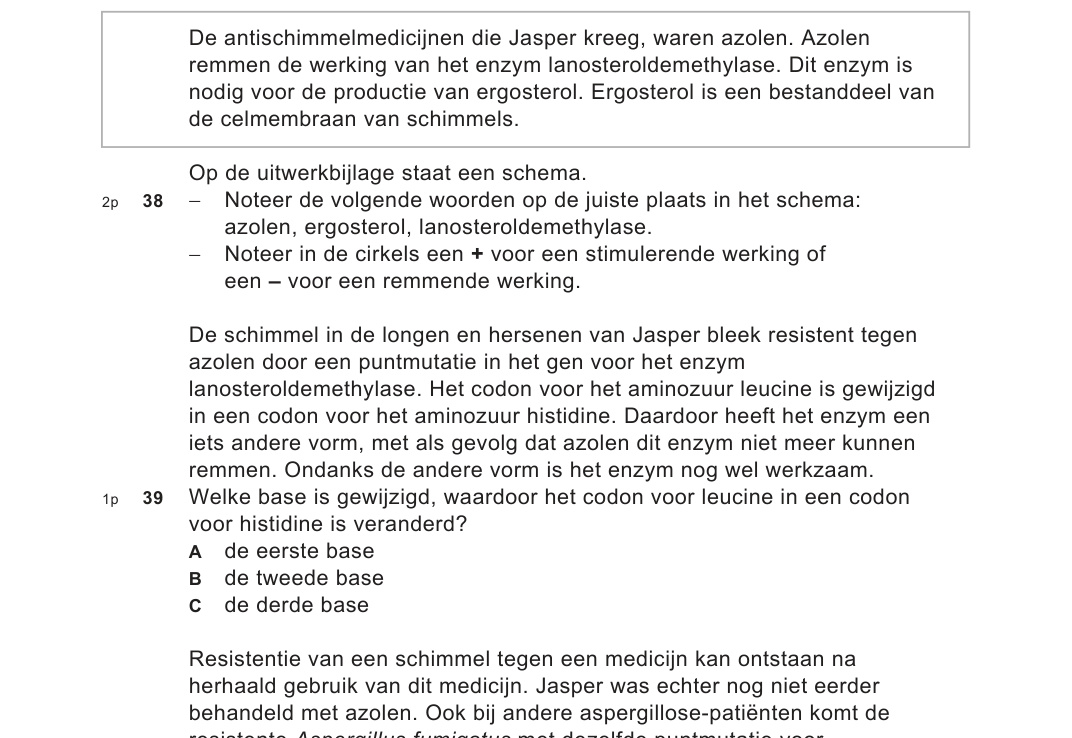 De antischimmelmedicijnen die Jasper kreeg, waren azolen. Azolen
remmen de werking van het enzym lanosteroldemethylase. Dit enzym is
nodig voor de productie van ergosterol. Ergosterol is een bestanddeel van
de celmembraan van schimmels.
Op de uitwerkbijlage staat een schema.
2p 38 – Noteer de volgende woorden op de juiste plaats in het schema:
azolen, ergosterol, lanosteroldemethylase.
– Noteer in de cirkels een + voor een stimulerende werking of
een – voor een remmende werking.
De schimmel in de longen en hersenen van Jasper bleek resistent tegen
azolen door een puntmutatie in het gen voor het enzym
lanosteroldemethylase. Het codon voor het aminozuur leucine is gewijzigd
in een codon voor het aminozuur histidine. Daardoor heeft het enzym een
iets andere vorm, met als gevolg dat azolen dit enzym niet meer kunnen
remmen. Ondanks de andere vorm is het enzym nog wel werkzaam.
1p 39 Welke base is gewijzigd, waardoor het codon voor leucine in een codon
voor histidine is veranderd?
A de eerste base
B de tweede base
C de derde base
Resistentie van een schimmel tegen een medicijn kan ontstaan na
herhaald gebruik van dit medicijn. Jasper was echter nog niet eerder
behandeld met azolen. Ook bij andere aspergillose-patiënten komt de
resistente Aspergillus fumigatus met dezelfde puntmutatie voor